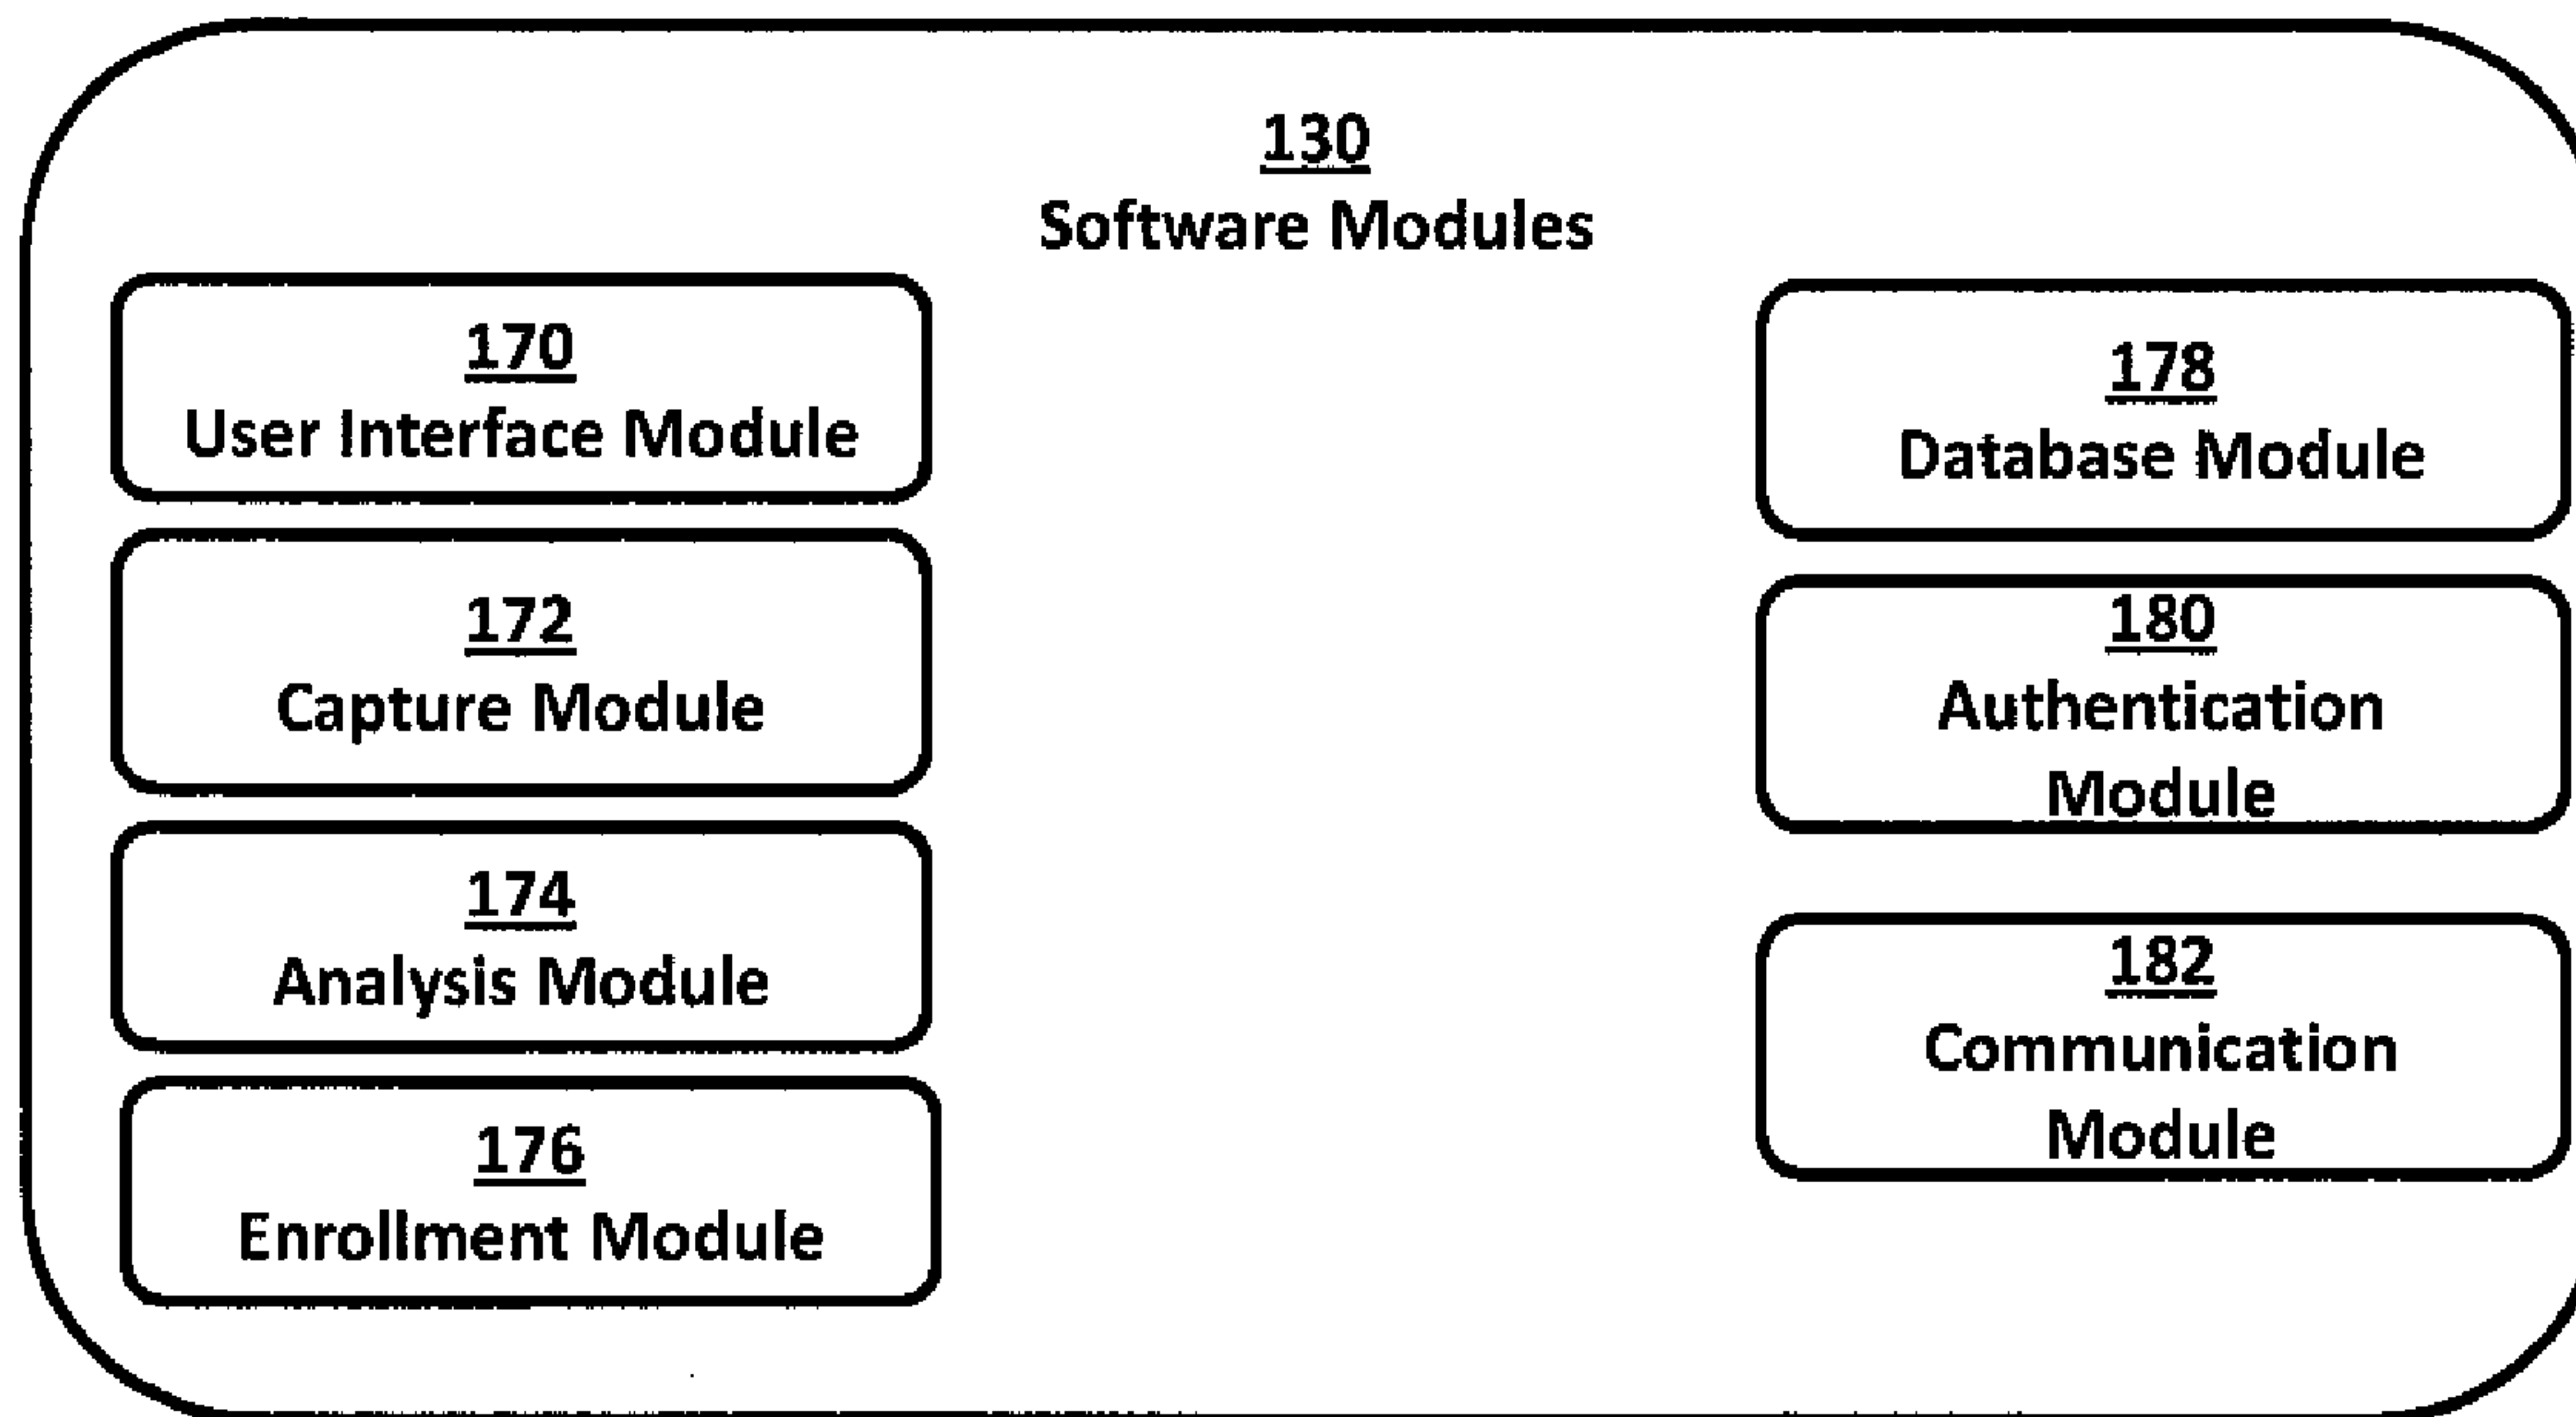 130
Software Modules
170
User Interface Module
172
Capture Module
174
Analysis Module
176
Enrollment Module
178
Database Module
180
Authentication
Module
182
Communication
Module